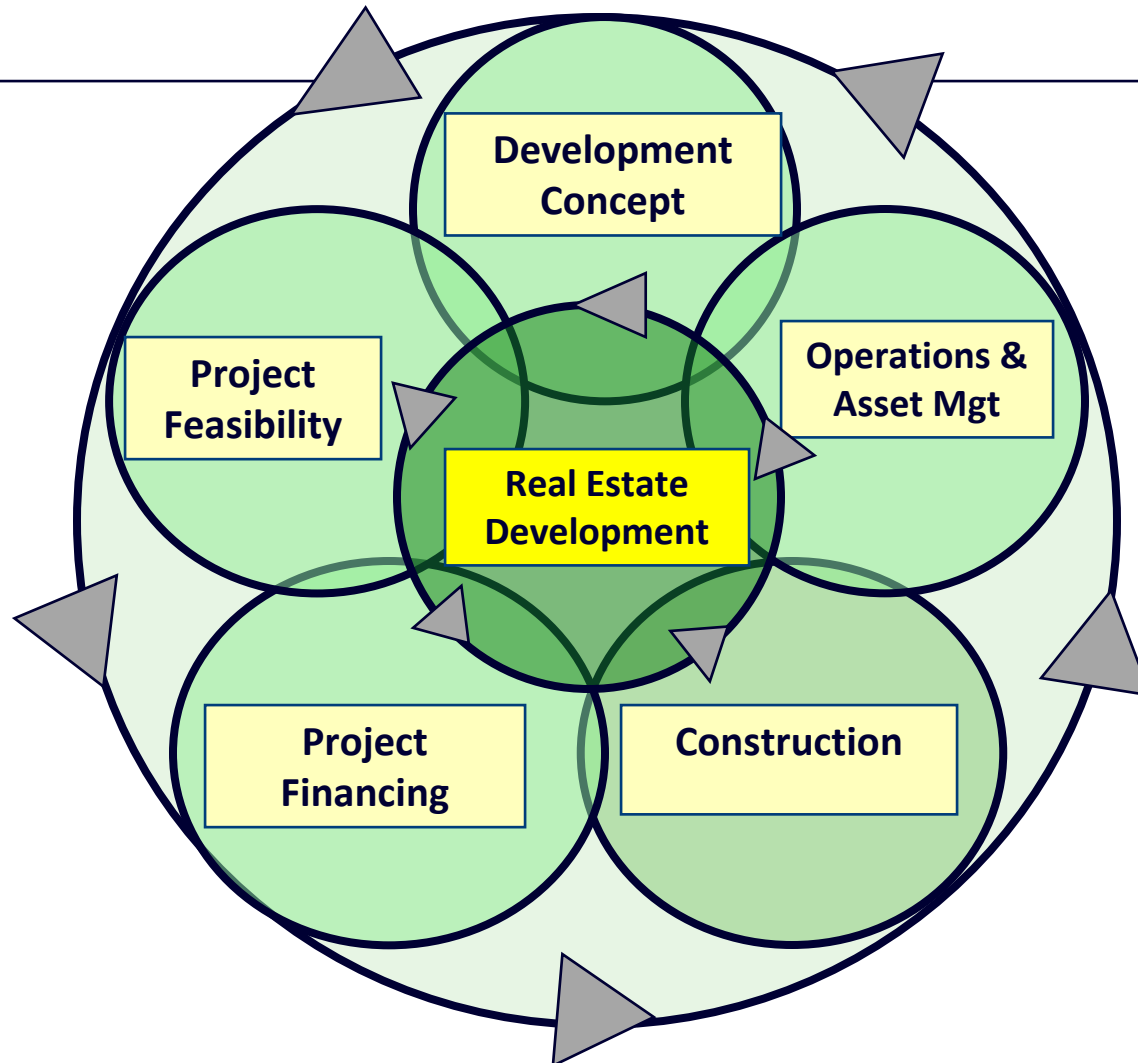 Development
Concept
Project
Feasibility
Operations &
Asset Mgt
Real Estate
Development
Project
Financing
Construction